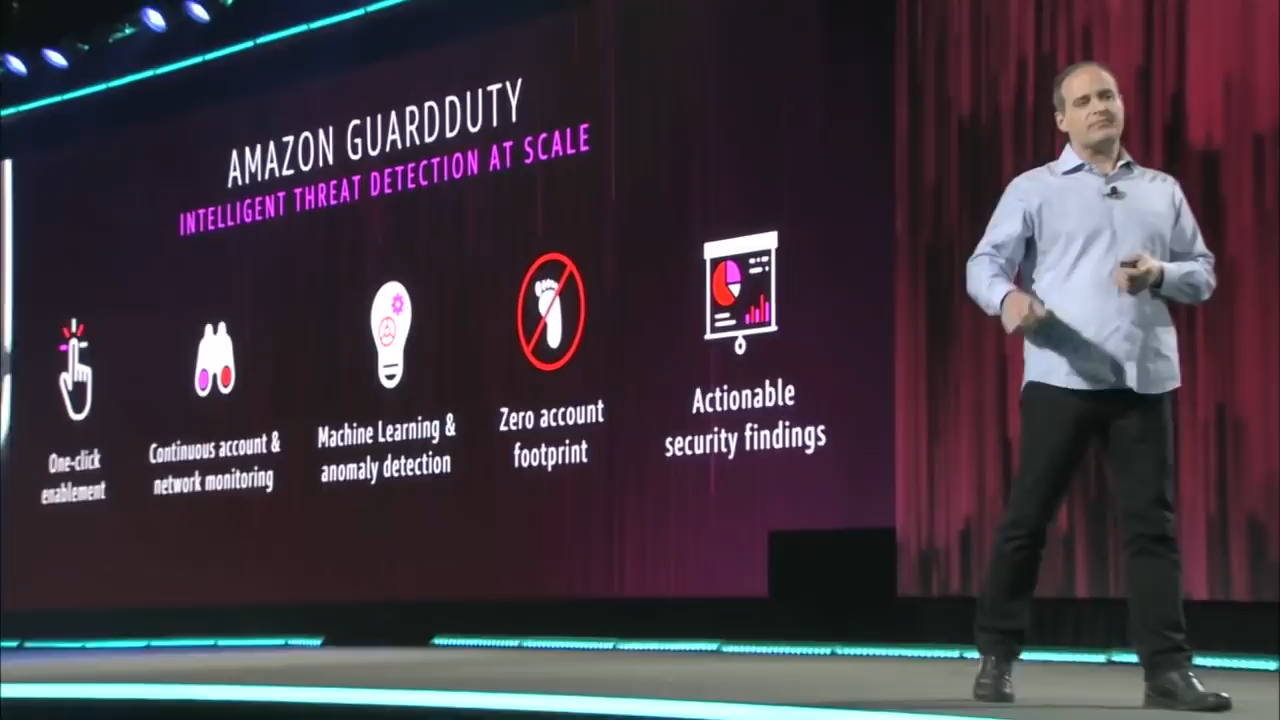 AMAZON GUARDDUTY
INTELLIGENT THREAT DETECTION AT SCALE
One-click
enablement
Continuous account &
network monitoring
Machine Learning &
anomaly detection
Zero account
footprint
Actionable
security findings